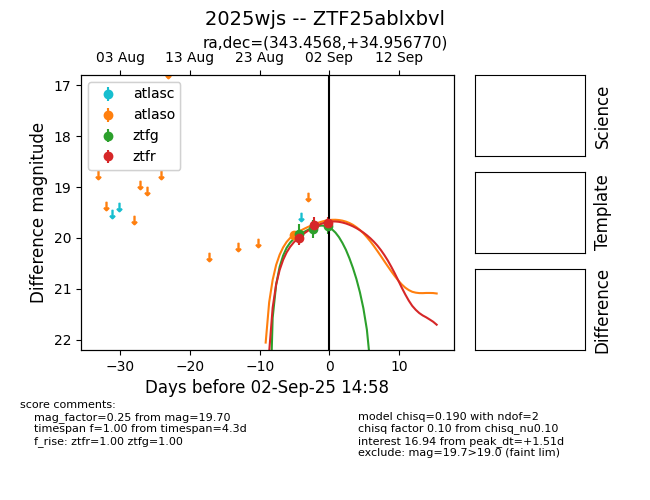 2025wjs -- ZTF25ablxbvl
ra,dec=(343.4568,+34.956770)
03 Aug 13 Aug 23 Aug 02 Sep 12 Sep
17
18
19
20
21
22
Difference magnitude
atlasc
atlaso
ztfg
ztfr
−30 −20 −10 0 10
Days before 02-Sep-25 14:58
Science
Template
Difference
score comments:
mag_factor=0.25 from mag=19.70
timespan f=1.00 from timespan=4.3d
f_rise: ztfr=1.00 ztfg=1.00
model chisq=0.190 with ndof=2
chisq factor 0.10 from chisq_nu0.10
interest 16.94 from peak_dt=+1.51d
exclude: mag=19.7>19.0 (faint lim)